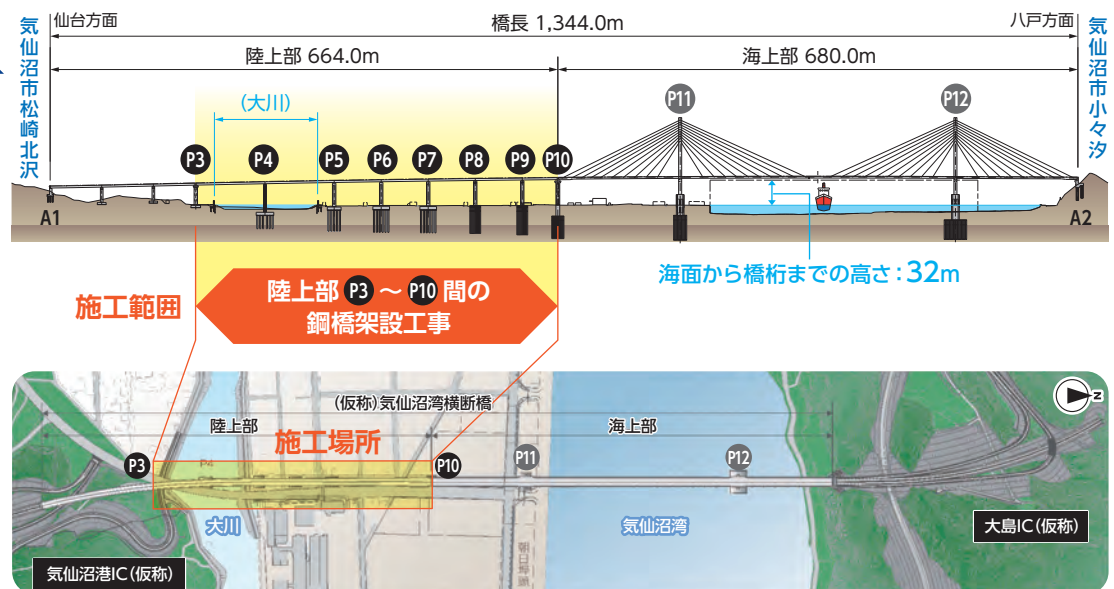 気仙沼市松崎北沢
仙台方面
橋長 1,344.0m
八戸方面
気仙沼市小々汐
陸上部 664.0m
海上部 680.0m
(大川)
P11
P12
P3
P4
P5
P6
P7
P8
P9
P10
A1
A2
海面から橋桁までの高さ：32m
施工範囲
陸上部 P3 ～ P10 間の
鋼橋架設工事
(仮称)気仙沼湾横断橋
陸上部
海上部
施工場所
P3
P10
P11
P12
N
大川
気仙沼湾
大島IC(仮称)
気仙沼港IC(仮称)